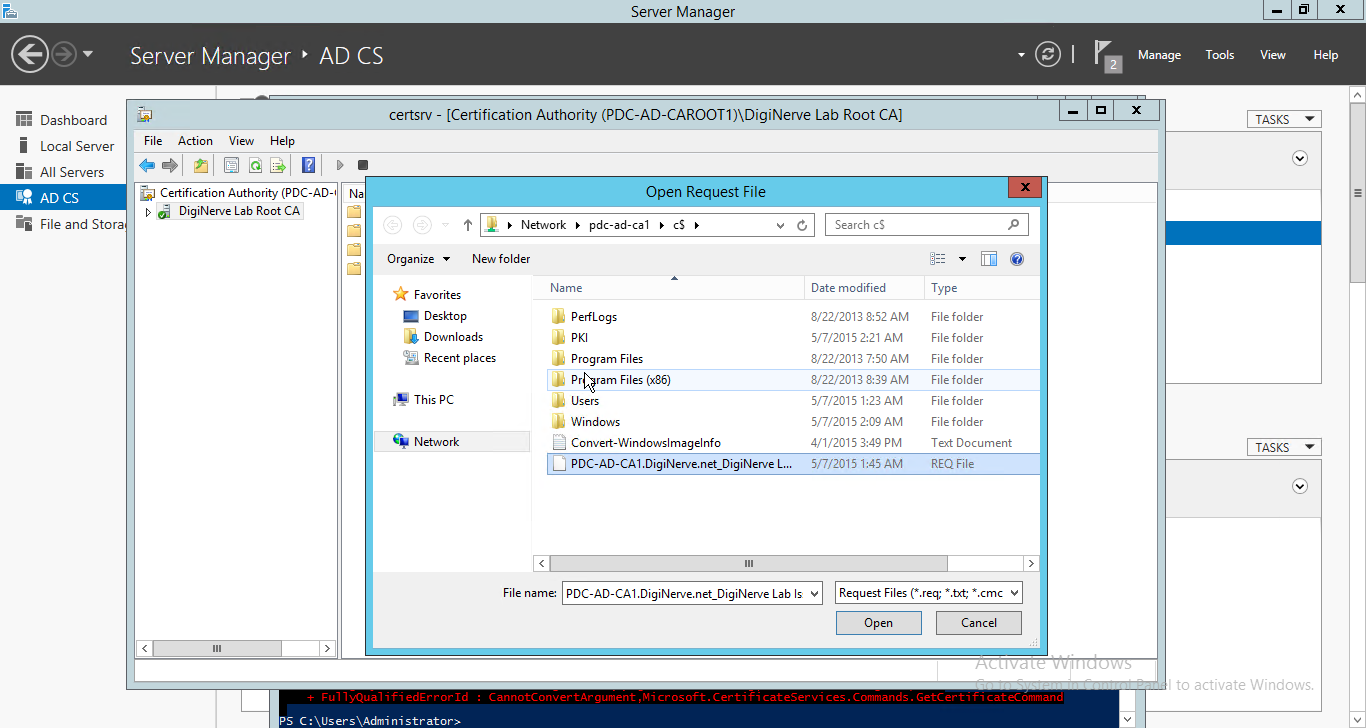 Server Manager
Server Manager ‣ AD CS
2
Manage
Tools
View
Help
Dashboard
Local Server
All Servers
AD CS
File and Stora
TASKS
TASKS
certsrv - [Certification Authority (PDC-AD-CAROOT1)\DigiNerve Lab Root CA]
File Action View Help
Certification Authority (PDC-AD-
DigiNerve Lab Root CA
Na
Open Request File
Network ▸ pdc-ad-ca1 ▸ c$ ▸
Search c$
Organize
New folder
Favorites
Desktop
Downloads
Recent places
This PC
Network
Name Date modified Type
PerfLogs 8/22/2013 8:52 AM File folder
PKI 5/7/2015 2:21 AM File folder
Program Files 8/22/2013 7:50 AM File folder
Program Files (x86) 8/22/2013 8:39 AM File folder
Users 5/7/2015 1:23 AM File folder
Windows 5/7/2015 2:09 AM File folder
Convert-WindowsImageInfo 4/1/2015 3:49 PM Text Document
PDC-AD-CA1.DigiNerve.net_DigiNerve L... 5/7/2015 1:45 AM REQ File
File name: PDC-AD-CA1.DigiNerve.net_DigiNerve Lab Is
Request Files (*.req; *.txt; *.cmc
Open
Cancel
Activate Windows
Go to System in Control Panel to activate Windows.
+ FullyQualifiedErrorId : CannotConvertArgument,Microsoft.CertificateServices.Commands.GetCertificateCommand
PS C:\Users\Administrator>